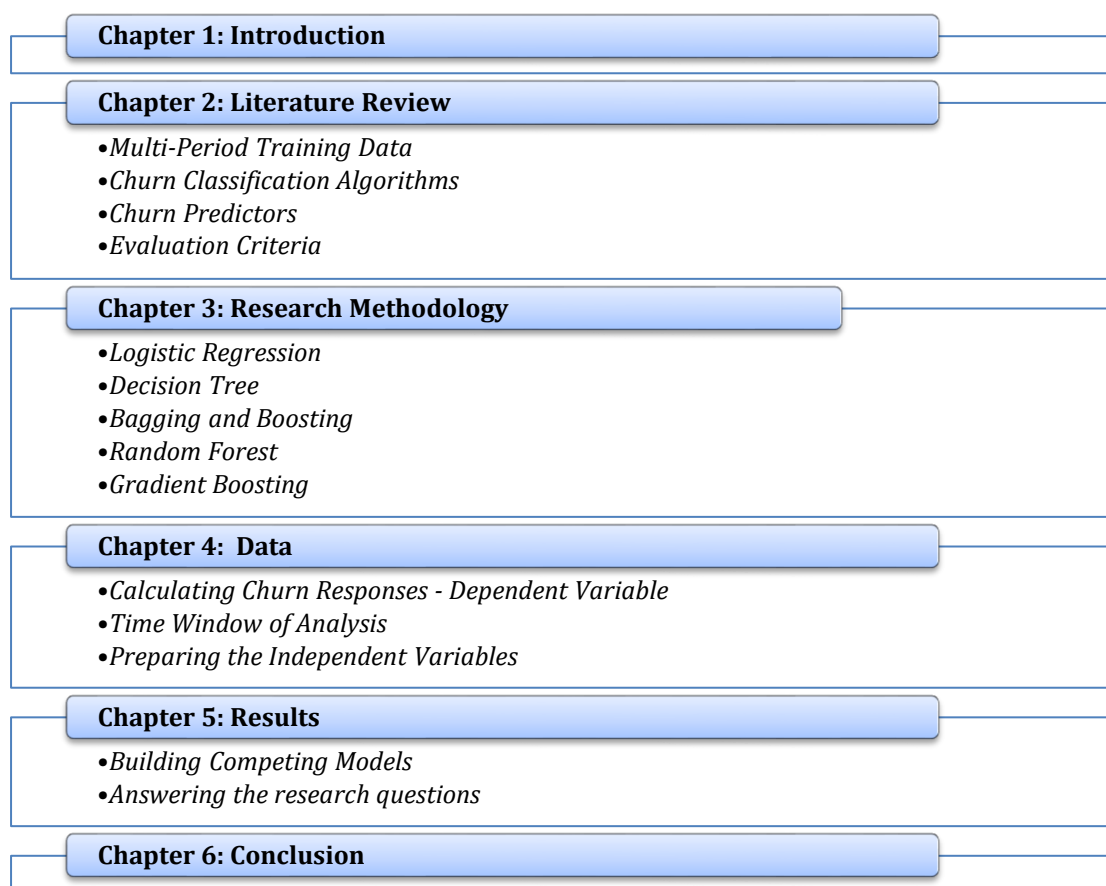 Chapter 1: Introduction
Chapter 2: Literature Review
•Multi-Period Training Data
•Churn Classification Algorithms
•Churn Predictors
•Evaluation Criteria
Chapter 3: Research Methodology
•Logistic Regression
•Decision Tree
•Bagging and Boosting
•Random Forest
•Gradient Boosting
Chapter 4:  Data
•Calculating Churn Responses - Dependent Variable
•Time Window of Analysis
•Preparing the Independent Variables
Chapter 5: Results
•Building Competing Models
•Answering the research questions
Chapter 6: Conclusion